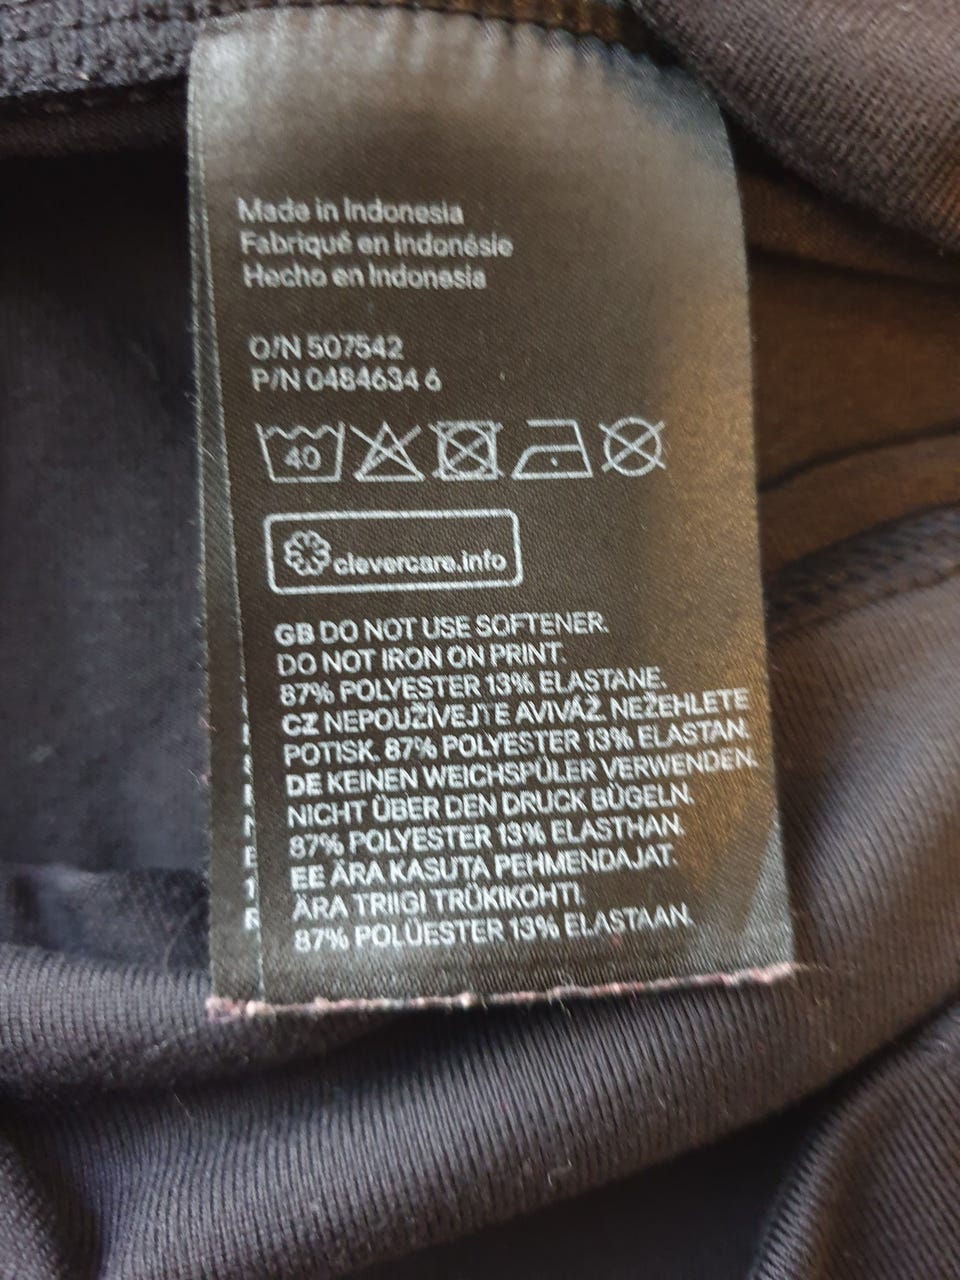 Made in Indonesia
Fabriqué en Indonésie
Hecho en Indonesia
O/N 507542
P/N 0484634 6
40
clevercare.info
GB DO NOT USE SOFTENER.
DO NOT IRON ON PRINT.
87% POLYESTER 13% ELASTANE.
CZ NEPOUŽÍVEJTE AVIVÁŽ. NEŽEHLETE
POTISK. 87% POLYESTER 13% ELASTAN.
DE KEINEN WEICHSPÜLER VERWENDEN.
NICHT ÜBER DEN DRUCK BÜGELN.
87% POLYESTER 13% ELASTHAN.
EE ÄRA KASUTA PEHMENDAJAT.
ÄRA TRIIGI TRÜKIKOHTI.
87% POLÜESTER 13% ELASTAAN.